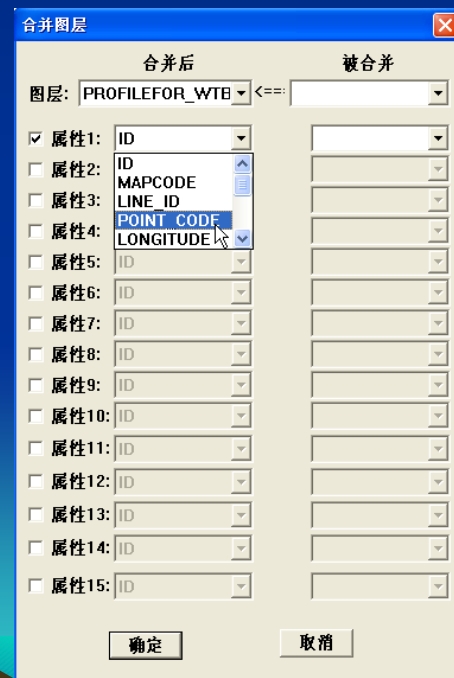 合并图层
合并后 被合并
图层: PROFILEFOR_WTB <==:
属性1: ID
属性2: ID
MAPCODE
属性3: LINE_ID
属性4: POINT_CODE
LONGITUDE
属性5: ID
属性6: ID
属性7: ID
属性8: ID
属性9: ID
属性10: ID
属性11: ID
属性12: ID
属性13: ID
属性14: ID
属性15: ID
确定 取消